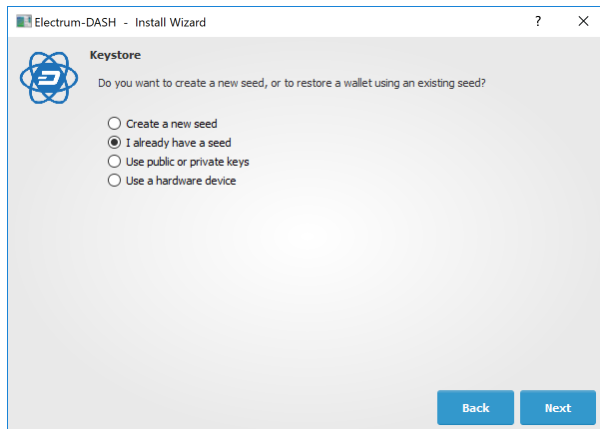 Electrum-DASH - Install Wizard
Keystore
Do you want to create a new seed, or to restore a wallet using an existing seed?
Create a new seed
I already have a seed
Use public or private keys
Use a hardware device
Back Next